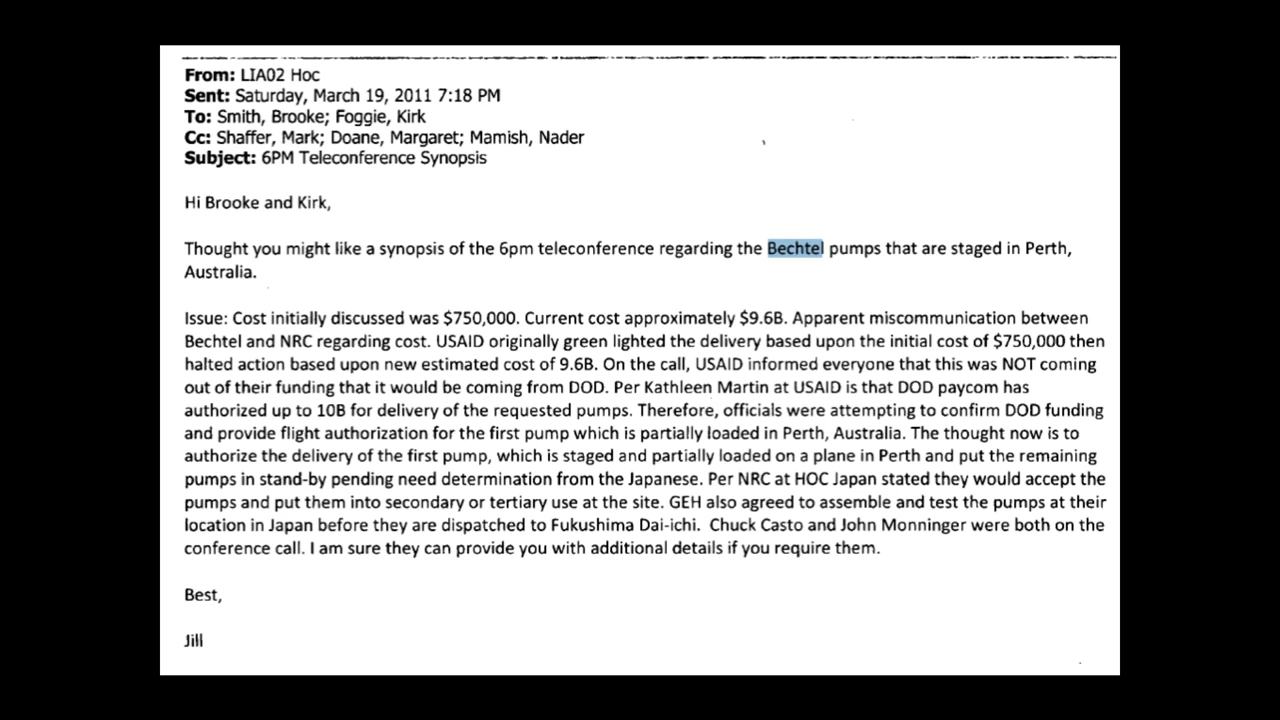 From: LIA02 Hoc
Sent: Saturday, March 19, 2011 7:18 PM
To: Smith, Brooke; Foggie, Kirk
Cc: Shaffer, Mark; Doane, Margaret; Mamish, Nader
Subject: 6PM Teleconference Synopsis
Hi Brooke and Kirk,
Thought you might like a synopsis of the 6pm teleconference regarding the Bechtel pumps that are staged in Perth,
Australia.
Issue: Cost initially discussed was $750,000. Current cost approximately $9.6B. Apparent miscommunication between
Bechtel and NRC regarding cost. USAID originally green lighted the delivery based upon the initial cost of $750,000 then
halted action based upon new estimated cost of 9.6B. On the call, USAID informed everyone that this was NOT coming
out of their funding that it would be coming from DOD. Per Kathleen Martin at USAID is that DOD paycom has
authorized up to 10B for delivery of the requested pumps. Therefore, officials were attempting to confirm DOD funding
and provide flight authorization for the first pump which is partially loaded in Perth, Australia. The thought now is to
authorize the delivery of the first pump, which is staged and partially loaded on a plane in Perth and put the remaining
pumps in stand-by pending need determination from the Japanese. Per NRC at HOC Japan stated they would accept the
pumps and put them into secondary or tertiary use at the site. GEH also agreed to assemble and test the pumps at their
location in Japan before they are dispatched to Fukushima Dai-ichi. Chuck Casto and John Monninger were both on the
conference call. I am sure they can provide you with additional details if you require them.
Best,
Jill